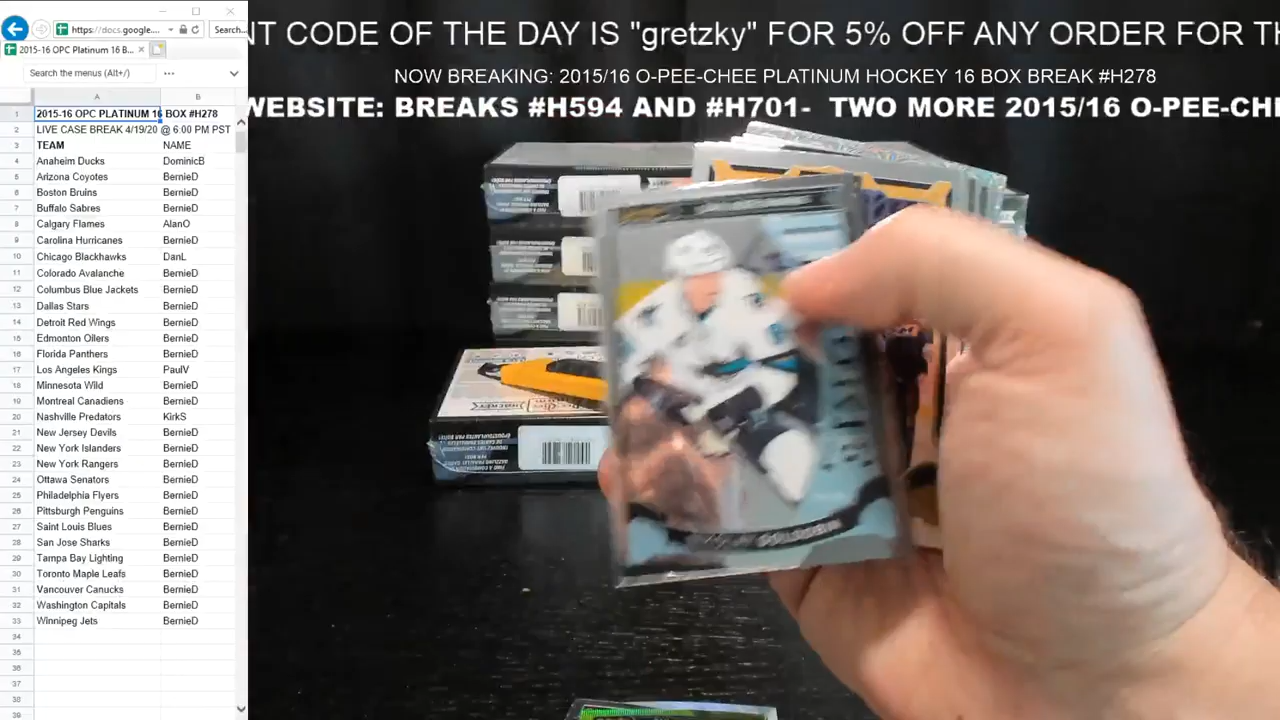 NT CODE OF THE DAY IS "gretzky" FOR 5% OFF ANY ORDER FOR TH
NOW BREAKING: 2015/16 O-PEE-CHEE PLATINUM HOCKEY 16 BOX BREAK #H278
WEBSITE: BREAKS #H594 AND #H701- TWO MORE 2015/16 O-PEE-CHE
https://docs.google....
Search...
2015-16 OPC Platinum 16 B...
Search the menus (Alt+/)
A B
1 2015-16 OPC PLATINUM 16 BOX #H278
2 LIVE CASE BREAK 4/19/20 @ 6:00 PM PST
3 TEAM NAME
4 Anaheim Ducks DominicB
5 Arizona Coyotes BernieD
6 Boston Bruins BernieD
7 Buffalo Sabres BernieD
8 Calgary Flames AlanO
9 Carolina Hurricanes BernieD
10 Chicago Blackhawks DanL
11 Colorado Avalanche BernieD
12 Columbus Blue Jackets BernieD
13 Dallas Stars BernieD
14 Detroit Red Wings BernieD
15 Edmonton Oilers BernieD
16 Florida Panthers BernieD
17 Los Angeles Kings PaulV
18 Minnesota Wild BernieD
19 Montreal Canadiens BernieD
20 Nashville Predators KirkS
21 New Jersey Devils BernieD
22 New York Islanders BernieD
23 New York Rangers BernieD
24 Ottawa Senators BernieD
25 Philadelphia Flyers BernieD
26 Pittsburgh Penguins BernieD
27 Saint Louis Blues BernieD
28 San Jose Sharks BernieD
29 Tampa Bay Lighting BernieD
30 Toronto Maple Leafs BernieD
31 Vancouver Canucks BernieD
32 Washington Capitals BernieD
33 Winnipeg Jets BernieD
34
35
36
37
38
39